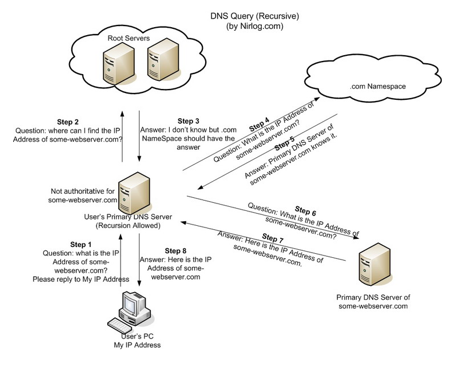 DNS Query (Recursive)
(by Nirlog.com)
Root Servers
.com Namespace
Step 2
Question: where can I find the IP
Address of some-webserver.com?
Step 3
Answer: I don't know but .com
NameSpace should have the
answer
Step 4
Question: What is the IP Address of
some-webserver.com?
Step 5
Answer: Primary DNS Server of
some-webserver.com knows it.
Not authoritative for
some-webserver.com
User's Primary DNS Server
(Recursion Allowed)
Step 6
Question: What is the IP Address of
some-webserver.com?
Step 7
Answer: Here is the IP Address of
some-webserver.com.
Step 1
Question: what is the IP
Address of some-
webserver.com?
Please reply to My IP Address
Step 8
Answer: Here is the IP
Address of some-
webserver.com
Primary DNS Server of
some-webserver.com
User's PC
My IP Address